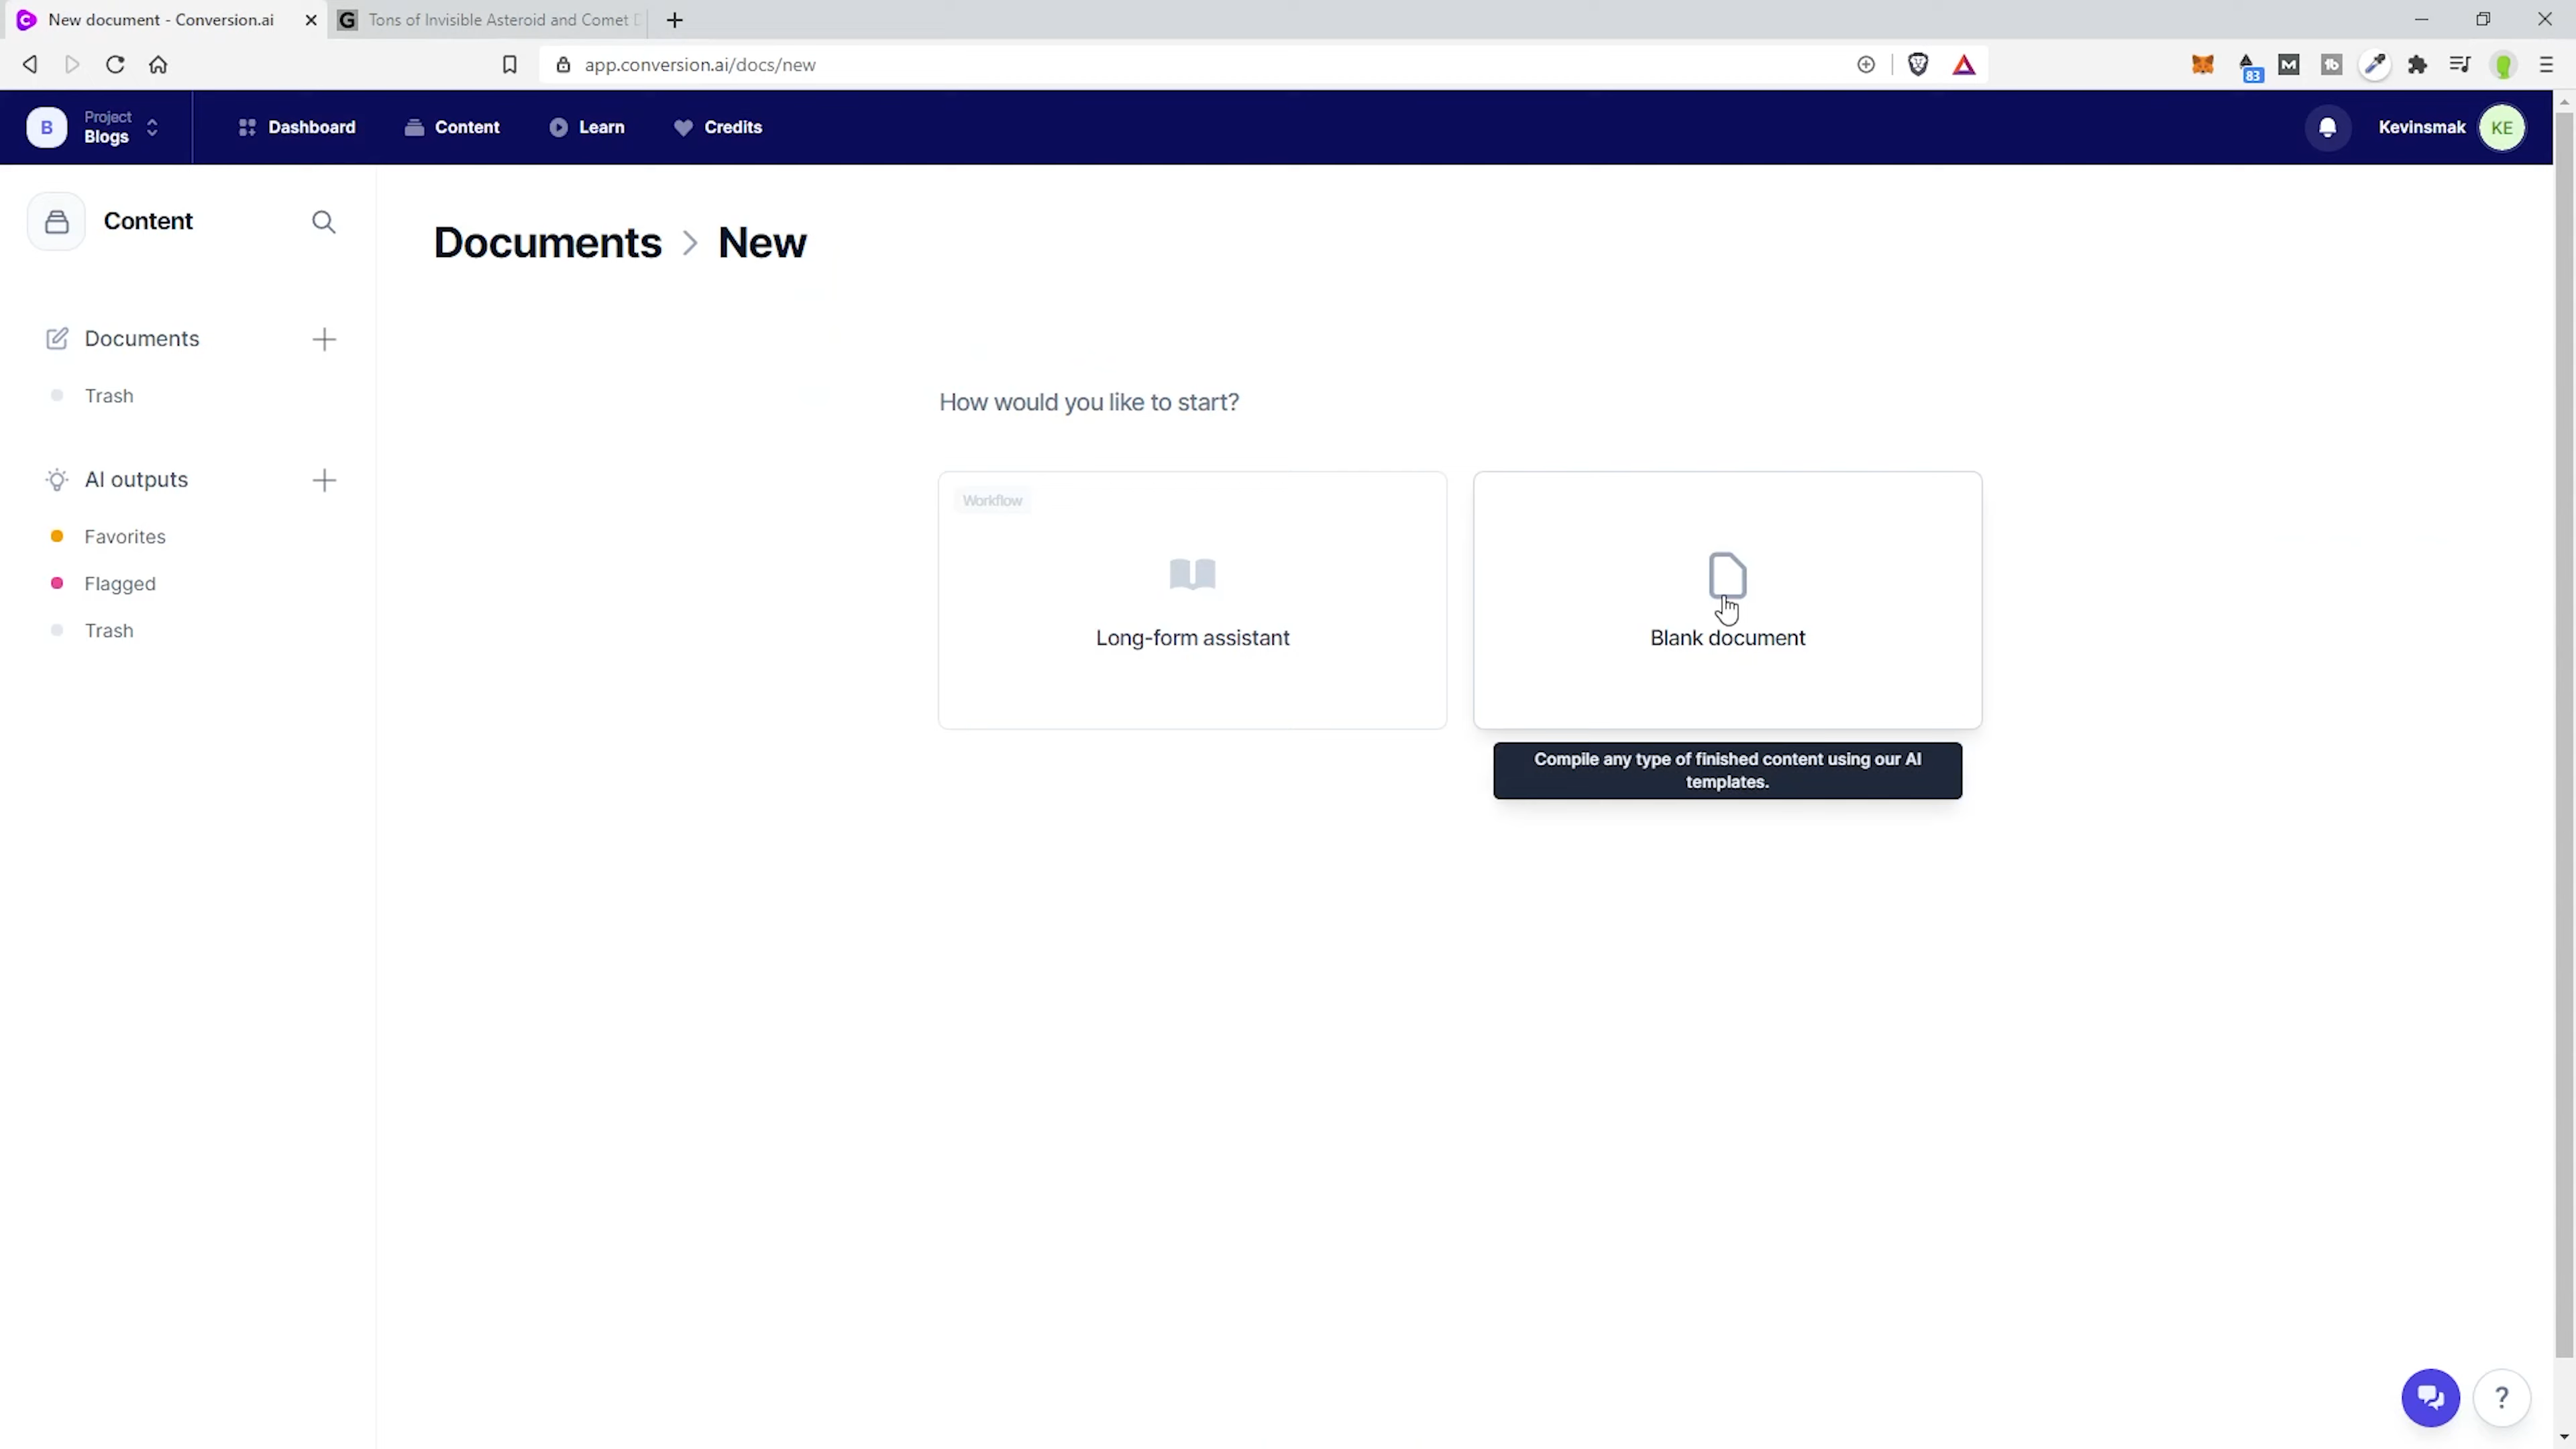 New document - Conversion.ai
Tons of Invisible Asteroid and Comet
app.conversion.ai/docs/new
83
M
tb
B
Project
Blogs
Dashboard
Content
Learn
Credits
Kevinsmak
KE
Content
Documents
Trash
AI outputs
Favorites
Flagged
Trash
Documents > New
How would you like to start?
Workflow
Long-form assistant
Blank document
Compile any type of finished content using our AI
templates.
?